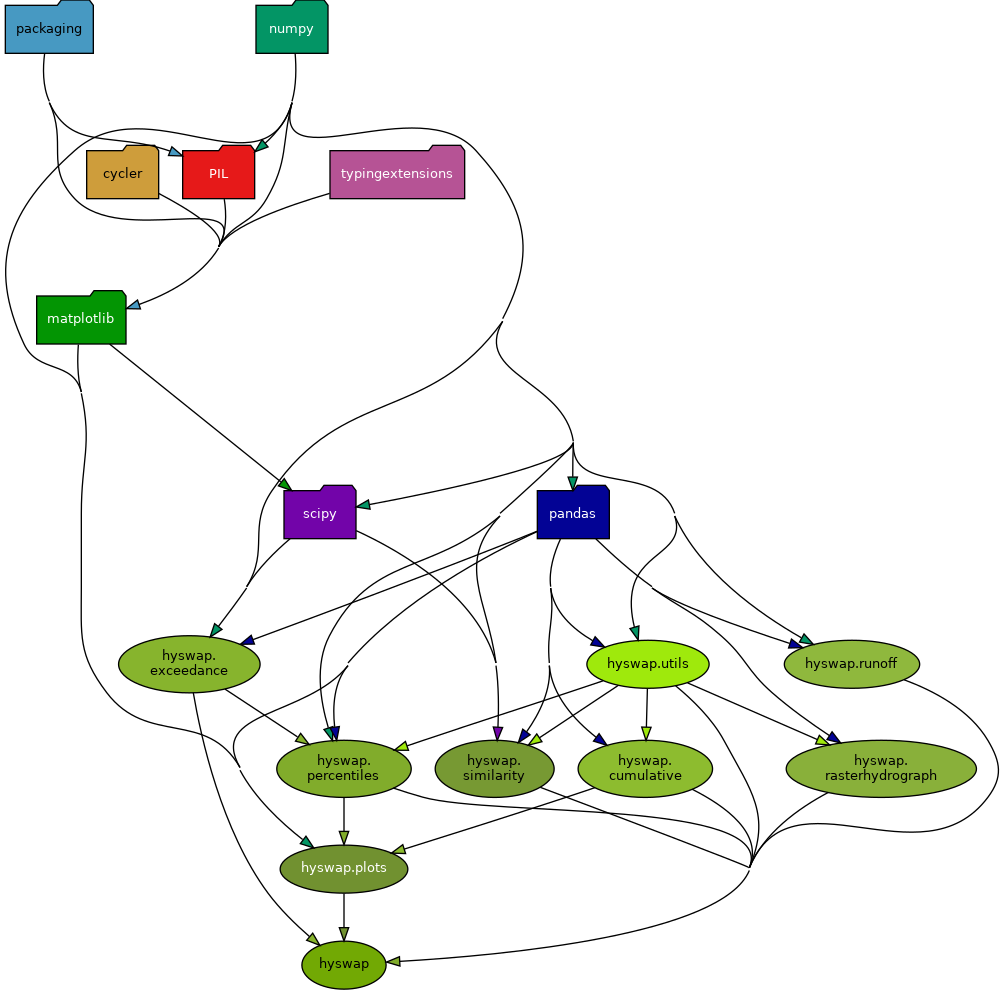 packaging
numpy
cycler
PIL
typingextensions
matplotlib
scipy
pandas
hyswap.
exceedance
hyswap.utils
hyswap.runoff
hyswap.
percentiles
hyswap.
similarity
hyswap.
cumulative
hyswap.
rasterhydrograph
hyswap.plots
hyswap